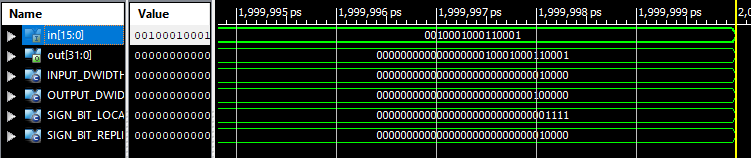 Name Value 1,999,995 ps 1,999,996 ps 1,999,997 ps 1,999,998 ps 1,999,999 ps 2,0
in[15:0] 00100010001 0010001000110001
out[31:0] 00000000000 00000000000000000010001000110001
INPUT_DWIDTH 00000000000 00000000000000000000000000010000
OUTPUT_DWID 00000000000 00000000000000000000000000100000
SIGN_BIT_LOCA 00000000000 00000000000000000000000000001111
SIGN_BIT_REPLI 00000000000 00000000000000000000000000010000